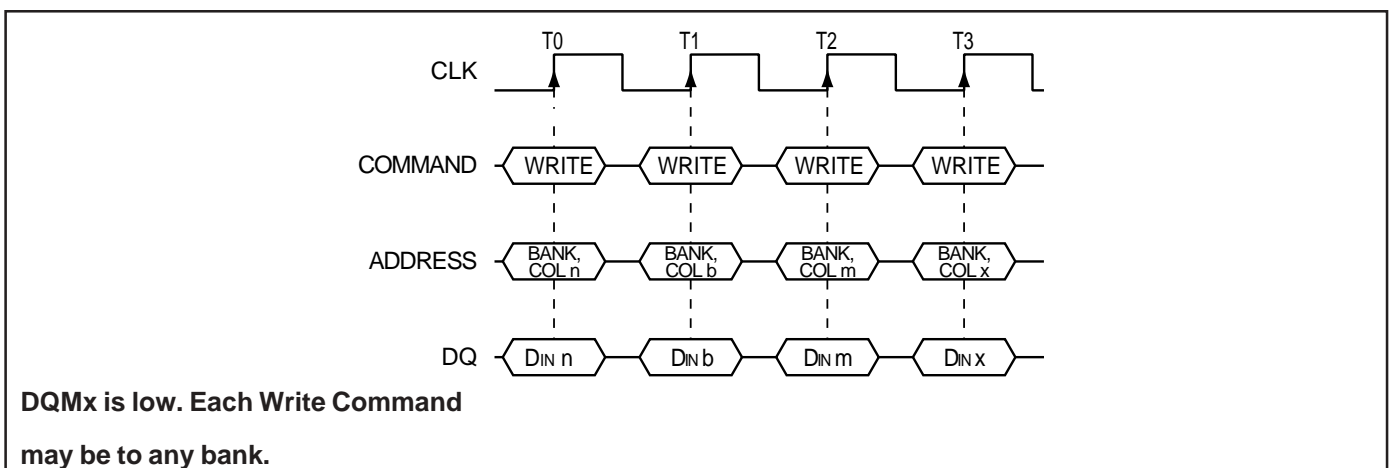 T0 T1 T2 T3
CLK
COMMAND WRITE WRITE WRITE WRITE
ADDRESS BANK, COL n BANK, COL b BANK, COL m BANK, COL x
DQ DIN n DIN b DIN m DIN x
DQMx is low. Each Write Command
may be to any bank.